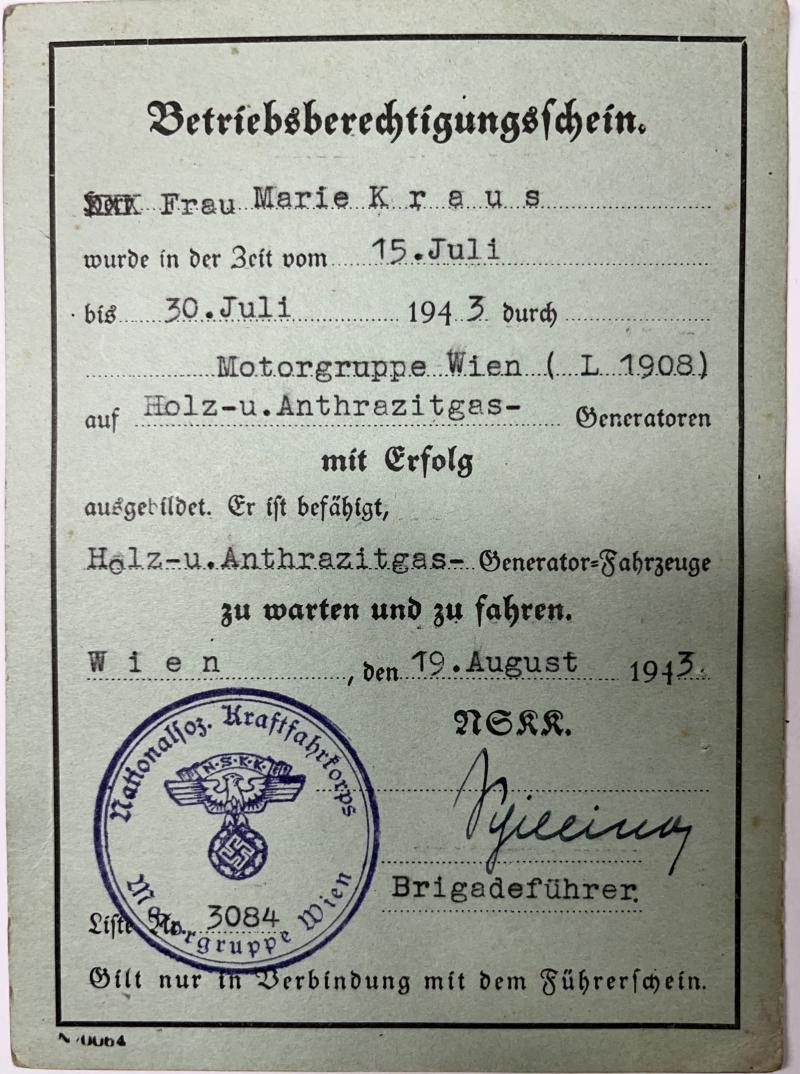 Betriebsberechtigungsschein.
Frau Marie K r a u s
wurde in der Zeit vom 15.Juli
bis 30.Juli 1943 durch
Motorgruppe Wien ( L 1908)
auf Holz-u.Anthrazitgas- Generatoren
mit Erfolg
ausgebildet. Er ist befähigt,
Holz-u.Anthrazitgas- Generator=Fahrzeuge
zu warten und zu fahren.
W i e n , den 19.August 1943.
NSKK.
Nationalsoz. Kraftfahrkorps
N·S·K·K
Motorgruppe Wien
Brigadeführer.
Liste Nr. 3084
Gilt nur in Verbindung mit dem Führerschein.